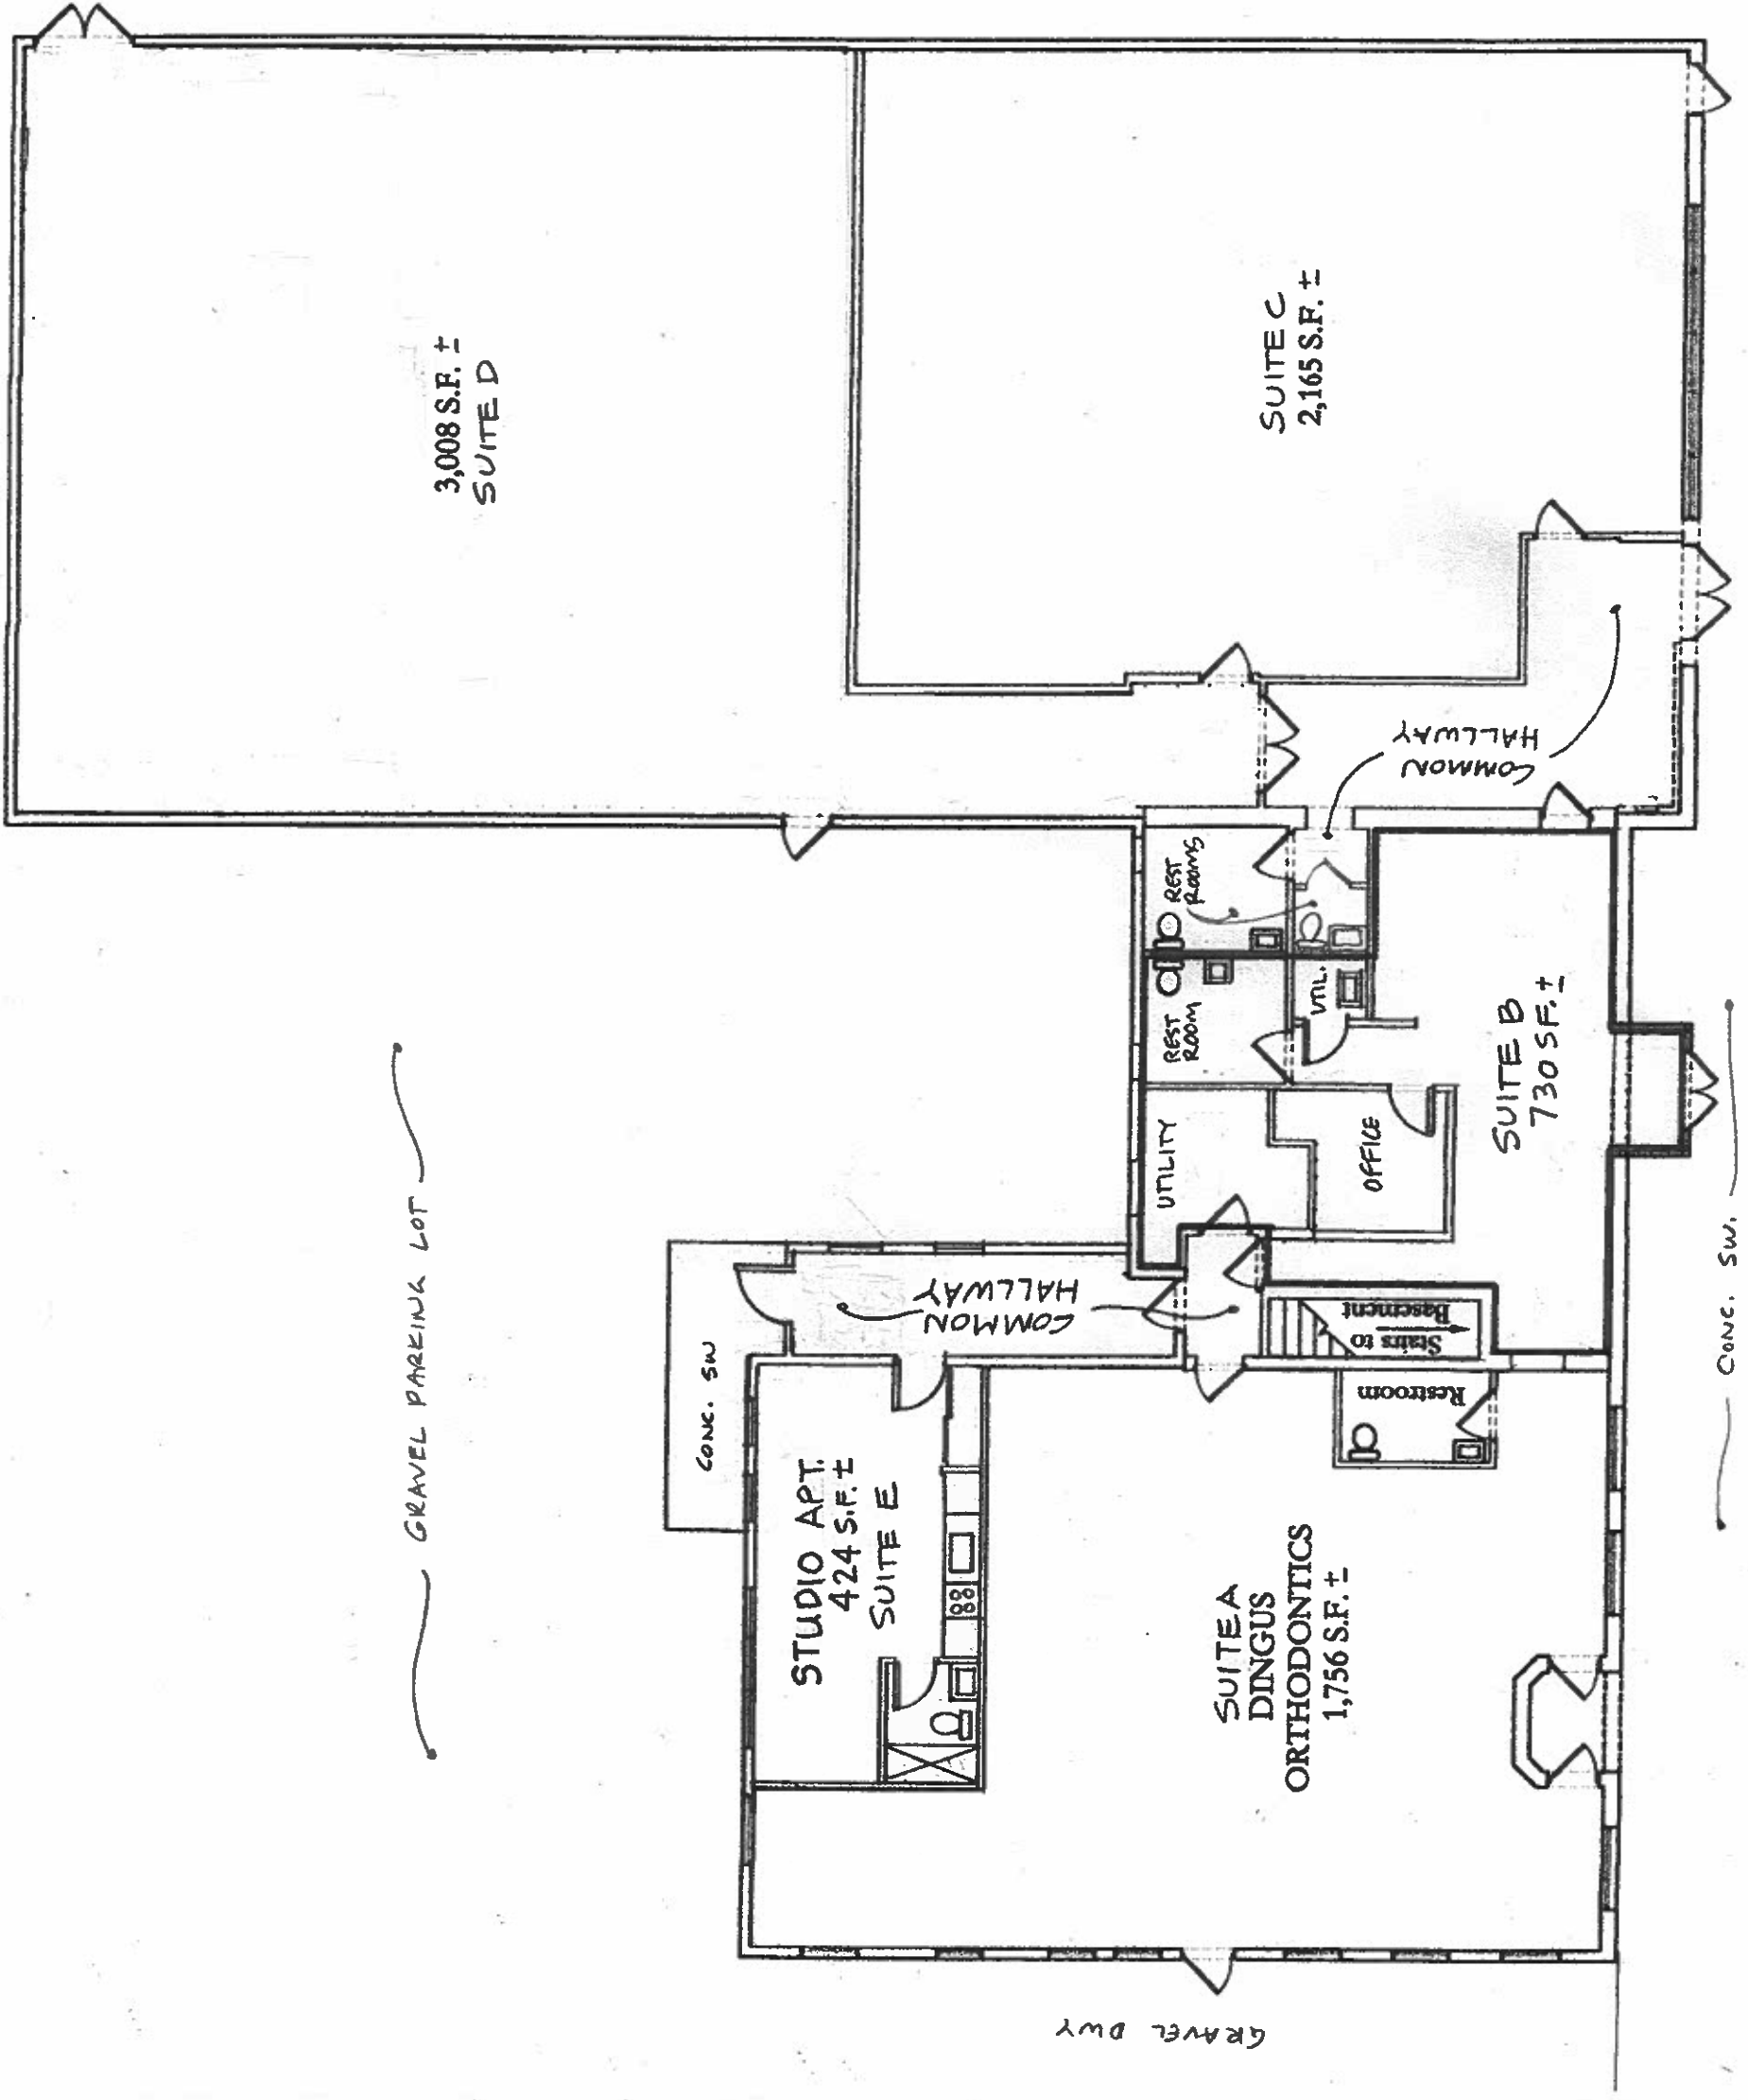 3,008 S.F. ±
SUITE D
SUITE C
2,165 S.F. ±
COMMON
HALLWAY
REST
ROOMS
REST
ROOM
UTIL.
SUITE B
730 S.F. ±
UTILITY
OFFICE
GRAVEL PARKING LOT
CONC. SW
COMMON
HALLWAY
Stairs to
Basement
Restroom
CONC. SW.
STUDIO APT.
424 S.F. ±
SUITE E
SUITE A
DINGUS
ORTHODONTICS
1,756 S.F. ±
GRAVEL DWY